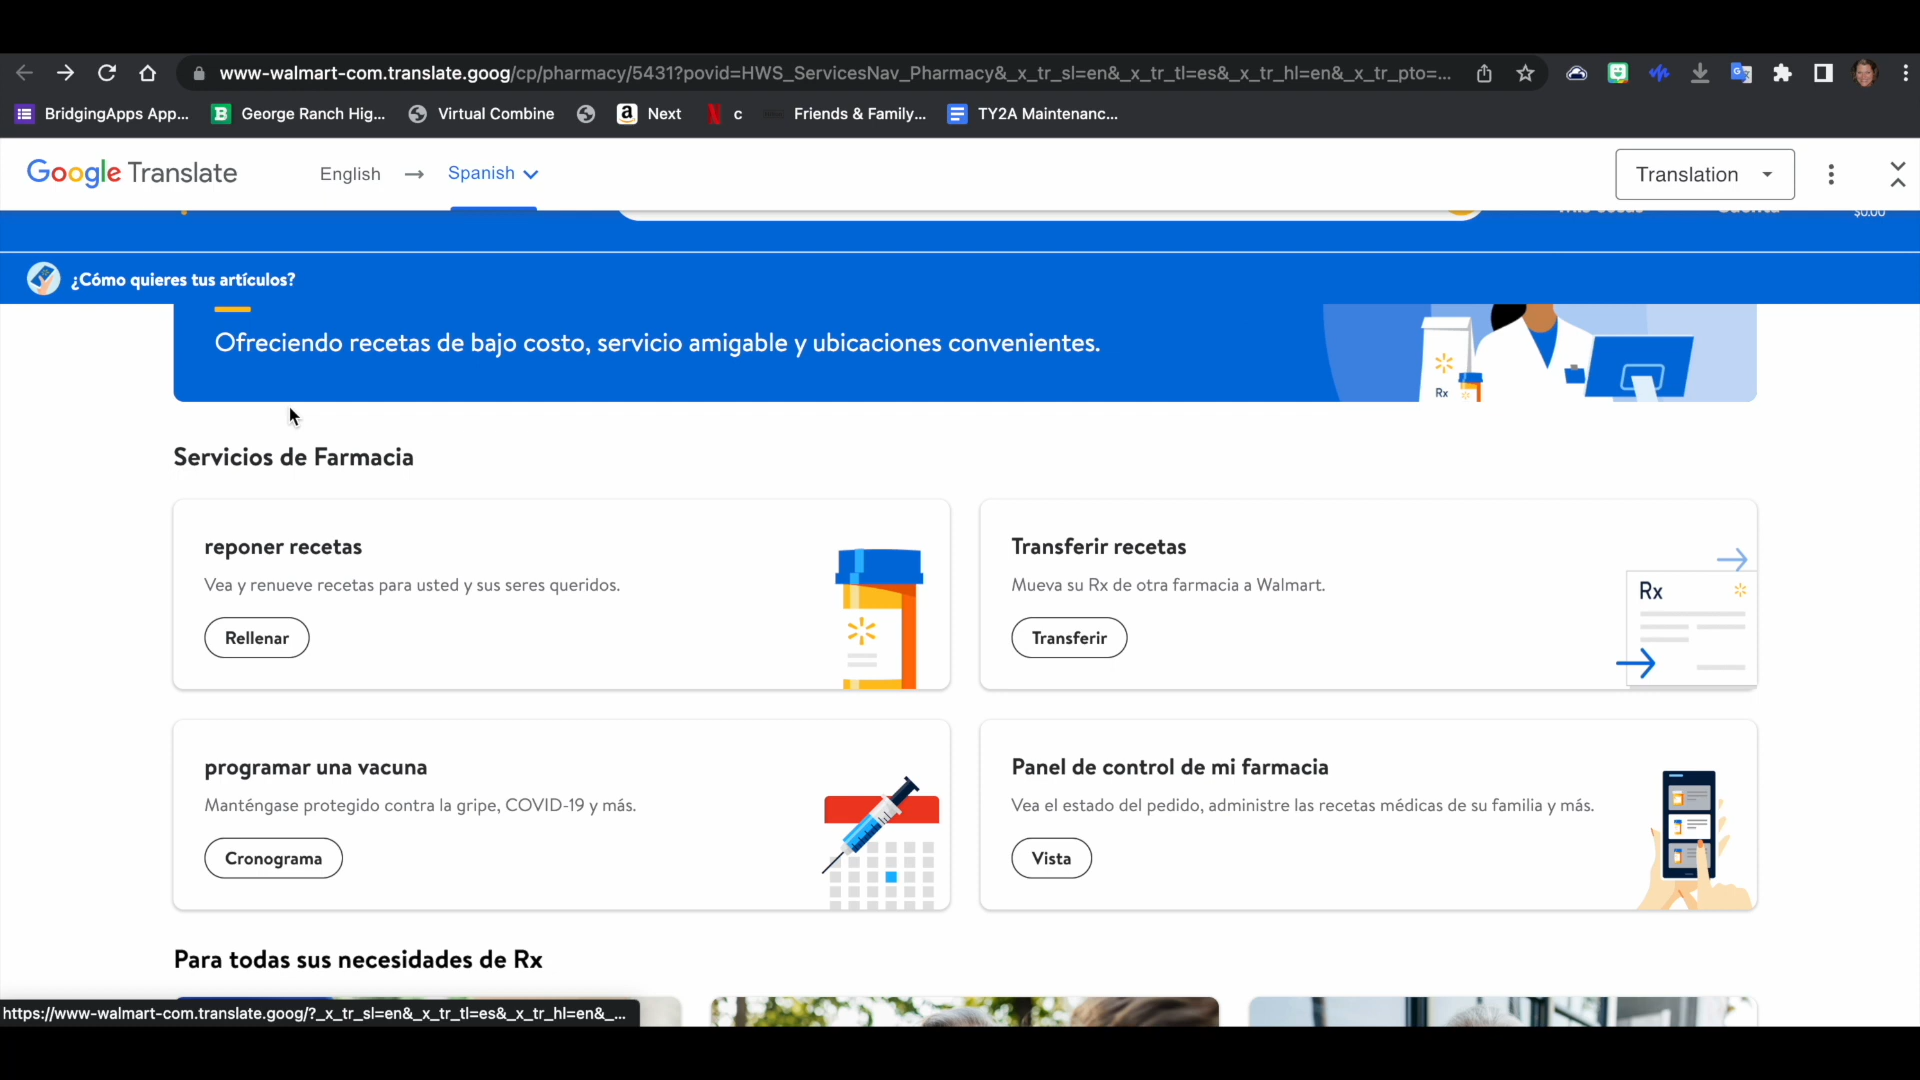 www-walmart-com.translate.goog/cp/pharmacy/5431?povid=HWS_ServicesNav_Pharmacy&_x_tr_sl=en&_x_tr_tl=es&_x_tr_hl=en&_x_tr_pto=...
BridgingApps App... George Ranch Hig... Virtual Combine Next c Friends & Family... TY2A Maintenanc...
Google Translate English → Spanish Translation
$0.00
¿Cómo quieres tus artículos?
Ofreciendo recetas de bajo costo, servicio amigable y ubicaciones convenientes.
Rx
Servicios de Farmacia
reponer recetas
Vea y renueve recetas para usted y sus seres queridos.
Rellenar
Transferir recetas
Mueva su Rx de otra farmacia a Walmart.
Transferir
Rx
programar una vacuna
Manténgase protegido contra la gripe, COVID-19 y más.
Cronograma
Panel de control de mi farmacia
Vea el estado del pedido, administre las recetas médicas de su familia y más.
Vista
Para todas sus necesidades de Rx
https://www-walmart-com.translate.goog/?_x_tr_sl=en&_x_tr_tl=es&_x_tr_hl=en&_...